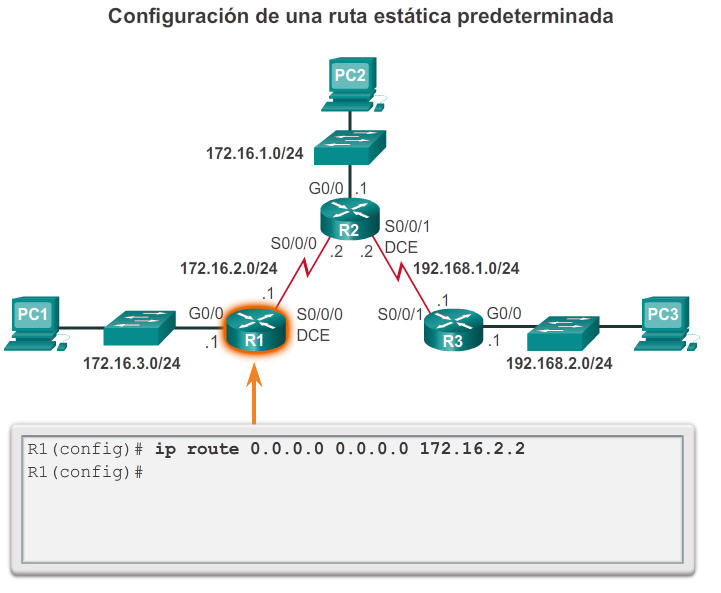 Configuración de una ruta estática predeterminada
PC2
172.16.1.0/24
G0/0 .1
R2
S0/0/1
DCE
S0/0/0
.2 .2
172.16.2.0/24
192.168.1.0/24
.1
.1
PC1
G0/0
S0/0/0
DCE
S0/0/1
G0/0
PC3
.1
R1
R3
.1
172.16.3.0/24
192.168.2.0/24
R1(config)# ip route 0.0.0.0 0.0.0.0 172.16.2.2
R1(config)#